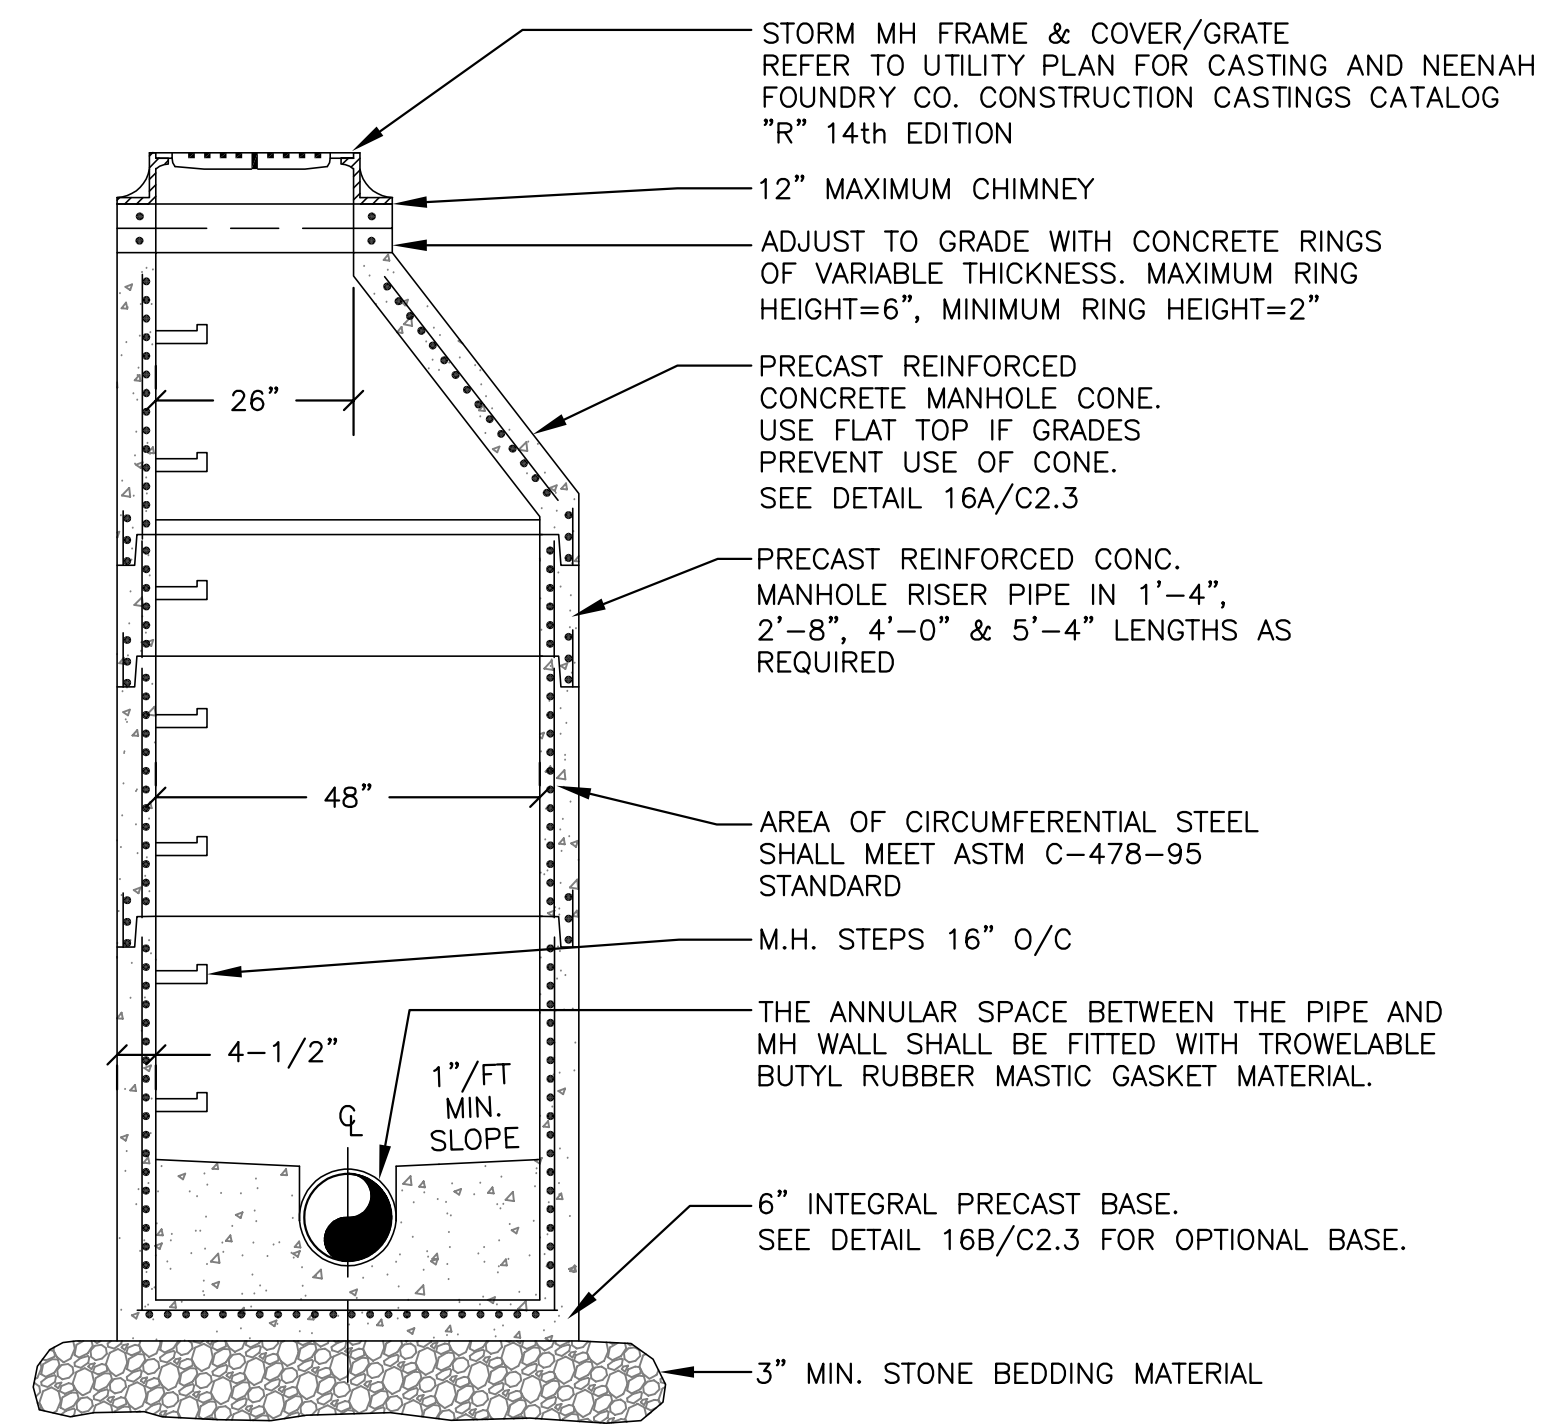 STORM MH FRAME & COVER/GRATE
REFER TO UTILITY PLAN FOR CASTING AND NEENAH
FOUNDRY CO. CONSTRUCTION CASTINGS CATALOG
"R" 14th EDITION
12" MAXIMUM CHIMNEY
ADJUST TO GRADE WITH CONCRETE RINGS
OF VARIABLE THICKNESS. MAXIMUM RING
HEIGHT=6", MINIMUM RING HEIGHT=2"
PRECAST REINFORCED
CONCRETE MANHOLE CONE.
USE FLAT TOP IF GRADES
PREVENT USE OF CONE.
SEE DETAIL 16A/C2.3
26"
PRECAST REINFORCED CONC.
MANHOLE RISER PIPE IN 1'-4",
2'-8", 4'-0" & 5'-4" LENGTHS AS
REQUIRED
48"
AREA OF CIRCUMFERENTIAL STEEL
SHALL MEET ASTM C-478-95
STANDARD
M.H. STEPS 16" O/C
THE ANNULAR SPACE BETWEEN THE PIPE AND
MH WALL SHALL BE FITTED WITH TROWELABLE
BUTYL RUBBER MASTIC GASKET MATERIAL.
4-1/2"
1"/FT
MIN.
SLOPE
CL
6" INTEGRAL PRECAST BASE.
SEE DETAIL 16B/C2.3 FOR OPTIONAL BASE.
3" MIN. STONE BEDDING MATERIAL